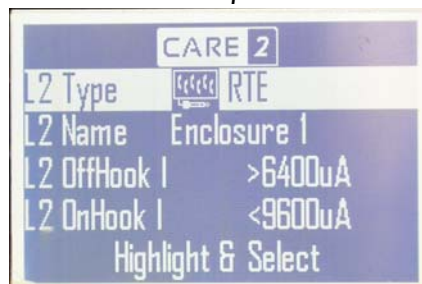 CARE 2
L2 Type RTE
L2 Name Enclosure 1
L2 OffHook I >6400uA
L2 OnHook I <9600uA
Highlight & Select